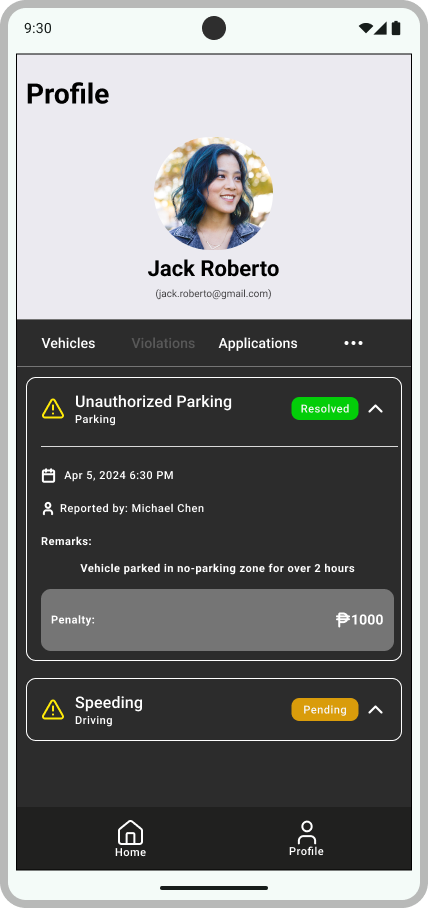 9:30
Profile
Jack Roberto
(jack.roberto@gmail.com)
Vehicles Violations Applications
Unauthorized Parking
Parking
Resolved
Apr 5, 2024 6:30 PM
Reported by: Michael Chen
Remarks:
Vehicle parked in no-parking zone for over 2 hours
Penalty: ₱1000
Speeding
Driving
Pending
Home Profile